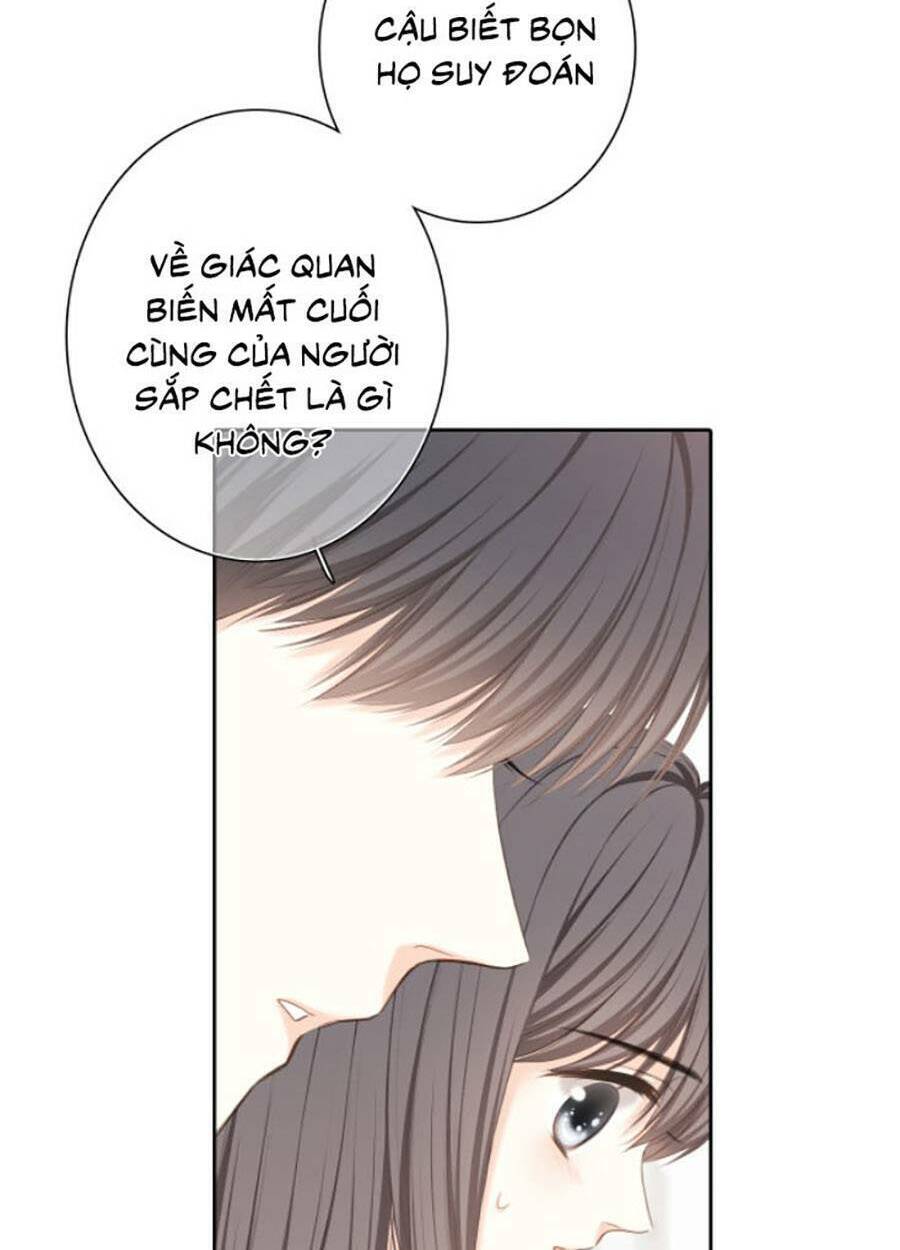 CẬU BIẾT BỌN
HỌ SUY ĐOÁN
VỀ GIÁC QUAN
BIẾN MẤT CUỐI
CÙNG CỦA NGƯỜI
SẮP CHẾT LÀ GÌ
KHÔNG?